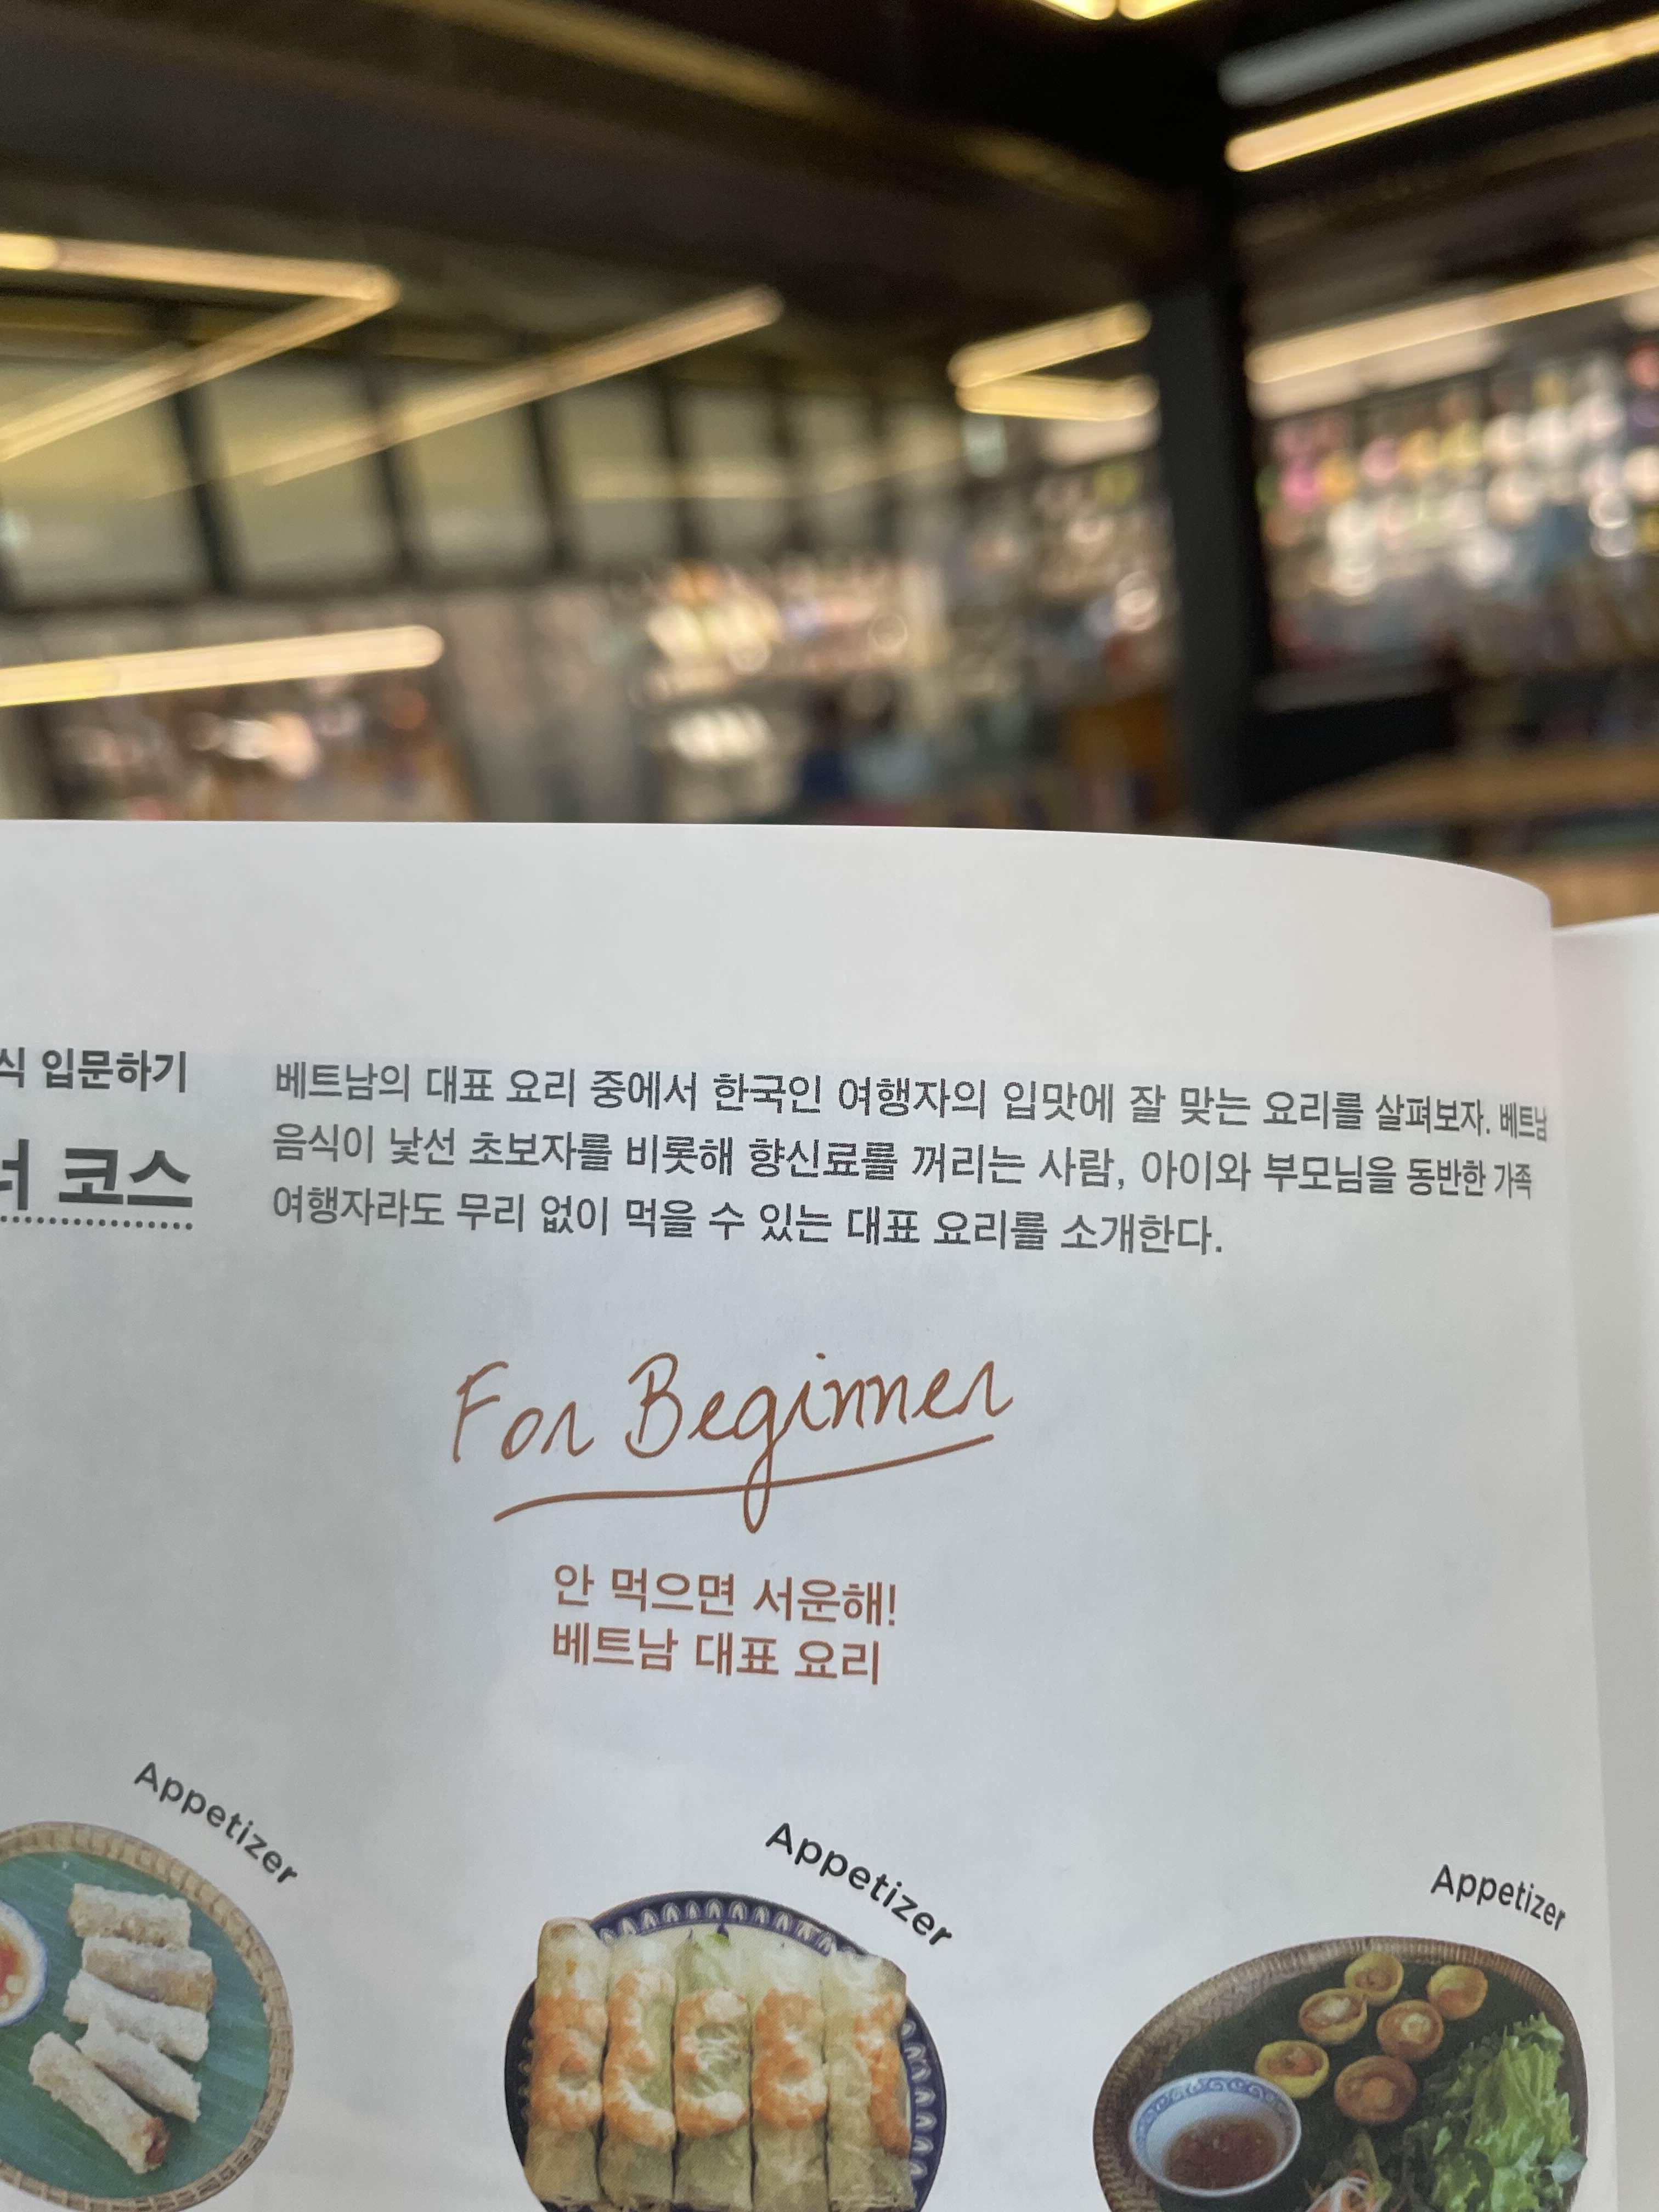 식 입문하기
코스
베트남의 대표 요리 중에서 한국인 여행자의 입맛에 잘 맞는 요리를 살펴보자. 베트남
음식이 낯선 초보자를 비롯해 향신료를 꺼리는 사람, 아이와 부모님을 동반한 가족
여행자라도 무리 없이 먹을 수 있는 대표 요리를 소개한다.
For Beginner
안 먹으면 서운해!
베트남 대표 요리
Appetizer
Appetizer
Appetizer